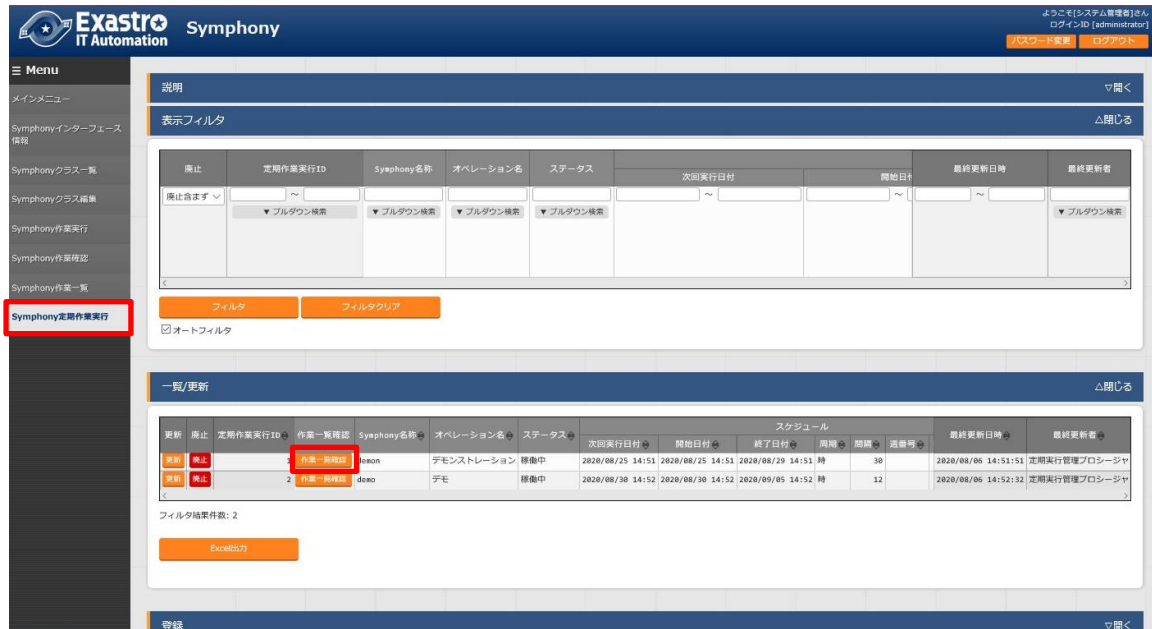 Exastro
IT Automation
Symphony
ようこそ[システム管理者]さん
ログインID [administrator]
パスワード変更 ログアウト
≡ Menu
メインメニュー
Symphonyインターフェース
情報
Symphonyクラス一覧
Symphonyクラス編集
Symphony作業実行
Symphony作業確認
Symphony作業一覧
Symphony定期作業実行
説明 ▽開く
表示フィルタ △閉じる
廃止 定期作業実行ID Symphony名称 オペレーション名 ステータス 次回実行日付 開始日付 最終更新日時 最終更新者
廃止含まず ～ ～ ～ ～
▼ プルダウン検索 ▼ プルダウン検索 ▼ プルダウン検索 ▼ プルダウン検索 ▼ プルダウン検索
フィルタ フィルタクリア
オートフィルタ
一覧/更新 △閉じる
スケジュール
更新 廃止 定期作業実行ID 作業一覧確認 Symphony名称 オペレーション名 ステータス 次回実行日付 開始日付 終了日付 周期 間隔 週番号 最終更新日時 最終更新者
更新 廃止 1 作業一覧確認 demon デモンストレーション 稼働中 2020/08/25 14:51 2020/08/25 14:51 2020/08/29 14:51 時 30 2020/08/06 14:51:51 定期実行管理プロシージャ
更新 廃止 2 作業一覧確認 demo デモ 稼働中 2020/08/30 14:52 2020/08/30 14:52 2020/09/05 14:52 時 12 2020/08/06 14:52:32 定期実行管理プロシージャ
フィルタ結果件数: 2
Excel出力
登録 ▽開く